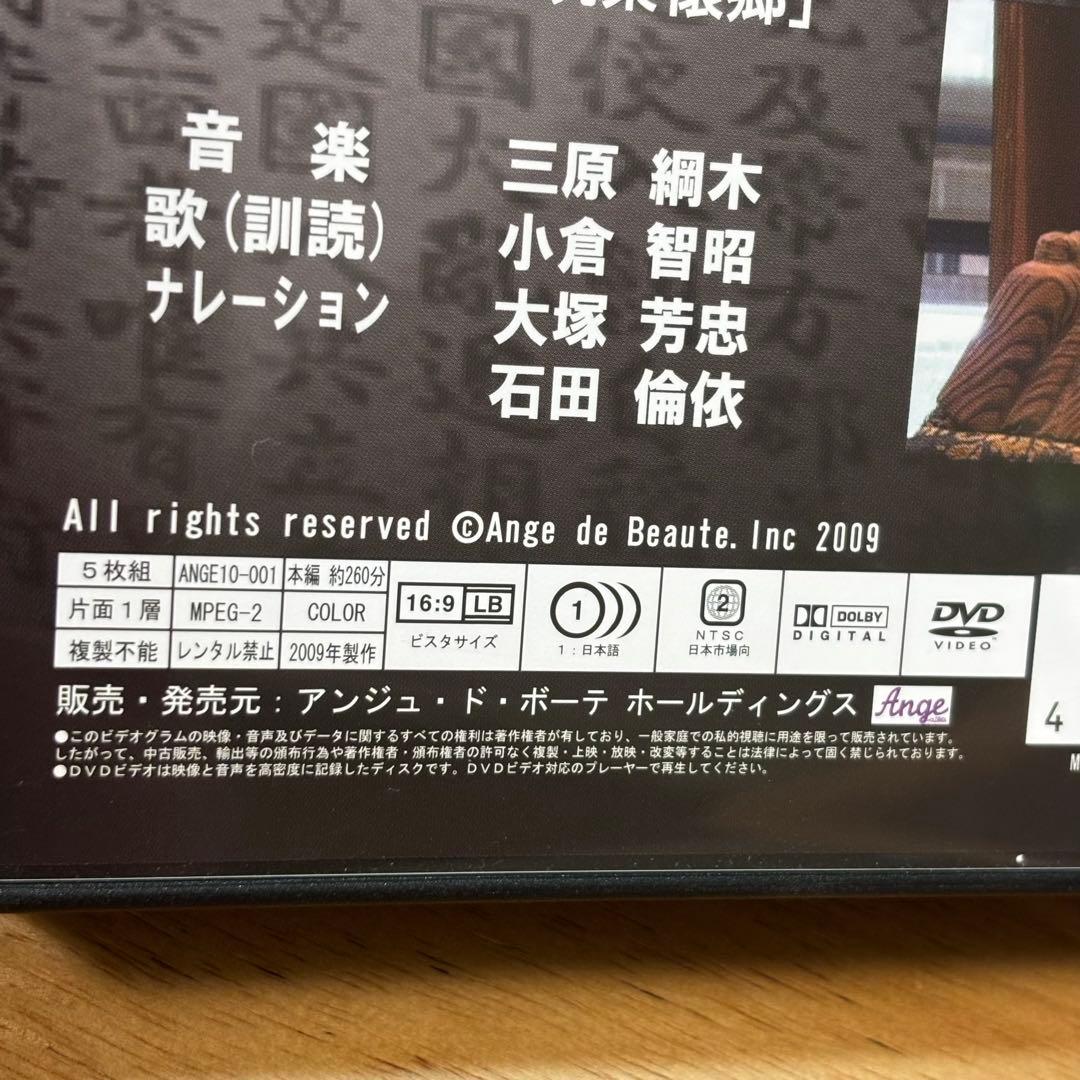 懐郷」
音 楽 三原 綱木
歌(訓読) 小倉 智昭
ナレーション 大塚 芳忠
石田 倫依
All rights reserved ©Ange de Beaute.Inc 2009
5枚組 ANGE10-001 本編 約260分
片面1層 MPEG-2 COLOR
複製不能 レンタル禁止 2009年製作
16:9 LB
ビスタサイズ
1
1:日本語
2
NTSC
日本市場向
DOLBY
DIGITAL
DVD
VIDEO
販売・発売元:アンジュ・ド・ボーテ ホールディングス Ange
●このビデオグラムの映像・音声及びデータに関するすべての権利は著作権者が有しており、一般家庭での私的視聴に用途を限って販売されています。
したがって、中古販売、輸出等の頒布行為や著作権者・頒布権者の許可なく複製・上映・放映・改変等することは法律によって固く禁じられております。
●DVDビデオは映像と音声を高密度に記録したディスクです。DVDビデオ対応のプレーヤーで再生してください。
4